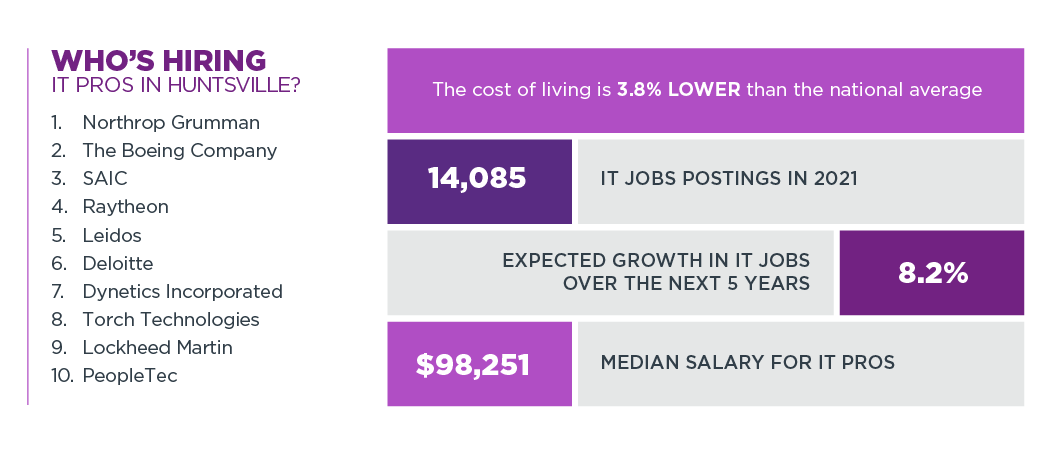 WHO'S HIRING
IT PROS IN HUNTSVILLE?
1. Northrop Grumman
2. The Boeing Company
3. SAIC
4. Raytheon
5. Leidos
6. Deloitte
7. Dynetics Incorporated
8. Torch Technologies
9. Lockheed Martin
10. PeopleTec
The cost of living is 3.8% LOWER than the national average
14,085
IT JOBS POSTINGS IN 2021
EXPECTED GROWTH IN IT JOBS
OVER THE NEXT 5 YEARS
8.2%
$98,251
MEDIAN SALARY FOR IT PROS